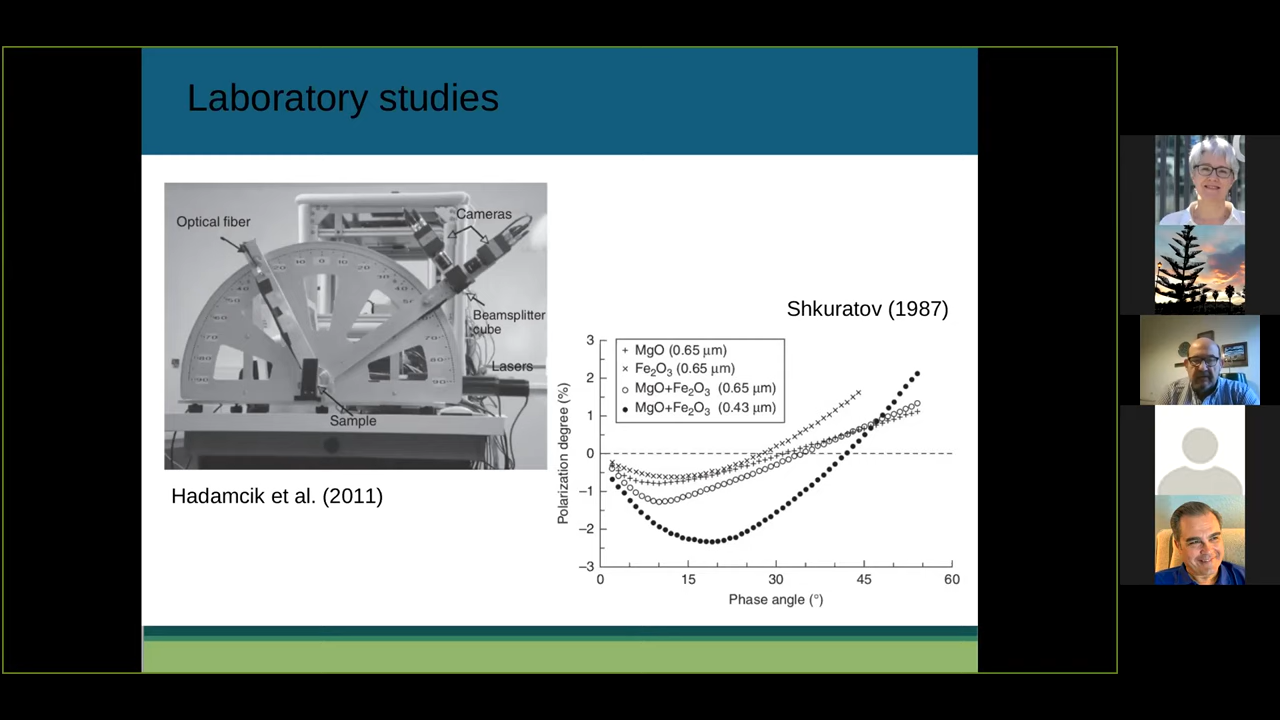 Laboratory studies
Optical fiber
Cameras
Beamsplitter
cube
Lasers
Sample
Hadamcik et al. (2011)
Shkuratov (1987)
MgO (0.65 μm)
Fe₂O₃ (0.65 μm)
MgO+Fe₂O₃ (0.65 μm)
MgO+Fe₂O₃ (0.43 μm)
Polarization degree (%)
3
2
1
0
−1
−2
−3
0 15 30 45 60
Phase angle (°)